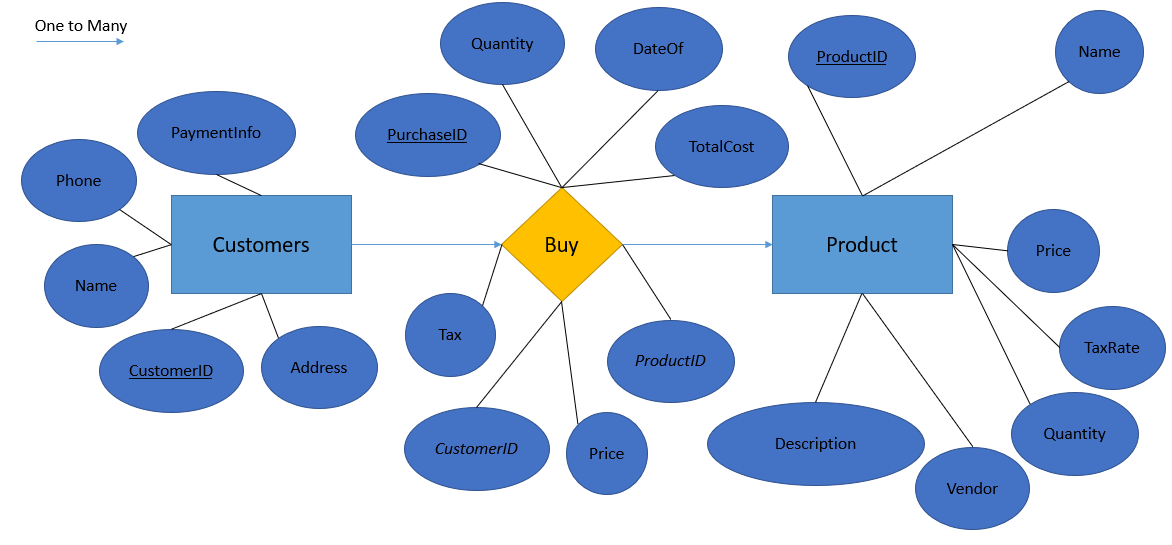 One to Many
Quantity
DateOf
ProductID
Name
PaymentInfo
PurchaseID
TotalCost
Phone
Customers
Buy
Product
Price
Name
Tax
ProductID
TaxRate
CustomerID
Address
CustomerID
Price
Description
Quantity
Vendor